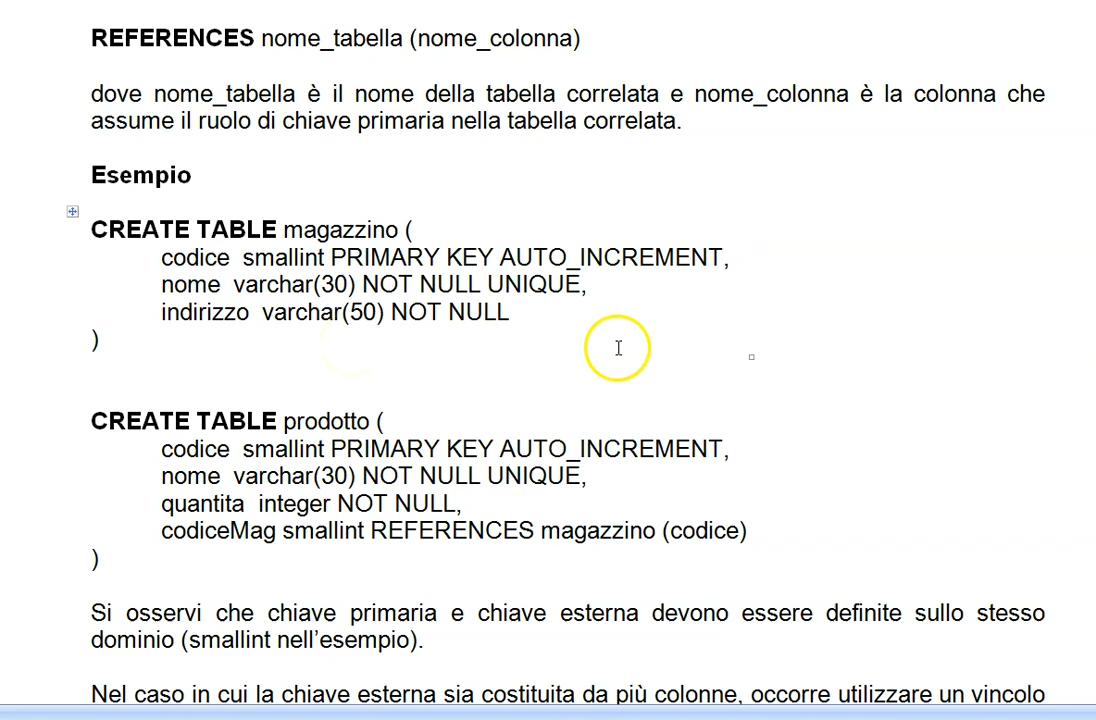 REFERENCES nome_tabella (nome_colonna)
dove nome_tabella è il nome della tabella correlata e nome_colonna è la colonna che
assume il ruolo di chiave primaria nella tabella correlata.
Esempio
CREATE TABLE magazzino (
codice smallint PRIMARY KEY AUTO_INCREMENT,
nome varchar(30) NOT NULL UNIQUE,
indirizzo varchar(50) NOT NULL
)
CREATE TABLE prodotto (
codice smallint PRIMARY KEY AUTO_INCREMENT,
nome varchar(30) NOT NULL UNIQUE,
quantita integer NOT NULL,
codiceMag smallint REFERENCES magazzino (codice)
)
Si osservi che chiave primaria e chiave esterna devono essere definite sullo stesso
dominio (smallint nell’esempio).
Nel caso in cui la chiave esterna sia costituita da più colonne, occorre utilizzare un vincolo